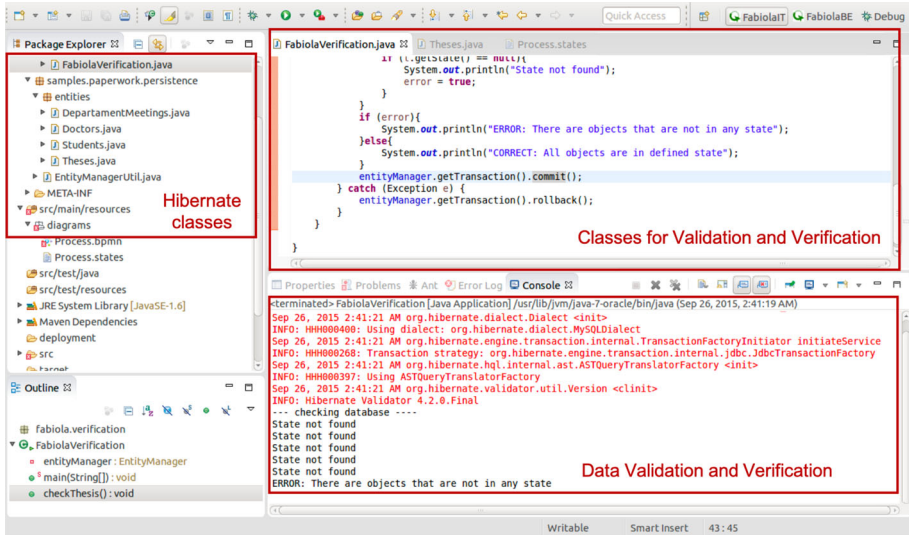 Quick Access
FabiolaIT
FabiolaBE
Debug
Package Explorer
FabiolaVerification.java
samples.paperwork.persistence
entities
DepartamentMeetings.java
Doctors.java
Students.java
Theses.java
EntityManagerUtil.java
META-INF
src/main/resources
diagrams
Process.bpmn
Process.states
src/test/java
src/test/resources
JRE System Library [JavaSE-1.6]
Maven Dependencies
deployment
src
target
Hibernate
classes
Outline
fabiola.verification
FabiolaVerification
entityManager : EntityManager
main(String[]) : void
checkThesis() : void
FabiolaVerification.java
Theses.java
Process.states
if (t.getState() == null){
System.out.println("State not found");
error = true;
}
}
if (error){
System.out.println("ERROR: There are objects that are not in any state");
}else{
System.out.println("CORRECT: All objects are in defined state");
}
entityManager.getTransaction().commit();
} catch (Exception e) {
entityManager.getTransaction().rollback();
}
}
}
Classes for Validation and Verification
Properties
Problems
Ant
Error Log
Console
<terminated> FabiolaVerification [Java Application] /usr/lib/jvm/java-7-oracle/bin/java (Sep 26, 2015, 2:41:19 AM)
Sep 26, 2015 2:41:21 AM org.hibernate.dialect.Dialect <init>
INFO: HHH000400: Using dialect: org.hibernate.dialect.MySQLDialect
Sep 26, 2015 2:41:21 AM org.hibernate.engine.transaction.internal.TransactionFactoryInitiator initiateService
INFO: HHH000268: Transaction strategy: org.hibernate.engine.transaction.internal.jdbc.JdbcTransactionFactory
Sep 26, 2015 2:41:21 AM org.hibernate.hql.internal.ast.ASTQueryTranslatorFactory <init>
INFO: HHH000397: Using ASTQueryTranslatorFactory
Sep 26, 2015 2:41:21 AM org.hibernate.validator.util.Version <clinit>
INFO: Hibernate Validator 4.2.0.Final
--- checking database ----
State not found
State not found
State not found
State not found
State not found
ERROR: There are objects that are not in any state
Data Validation and Verification
Writable
Smart Insert
43 : 45